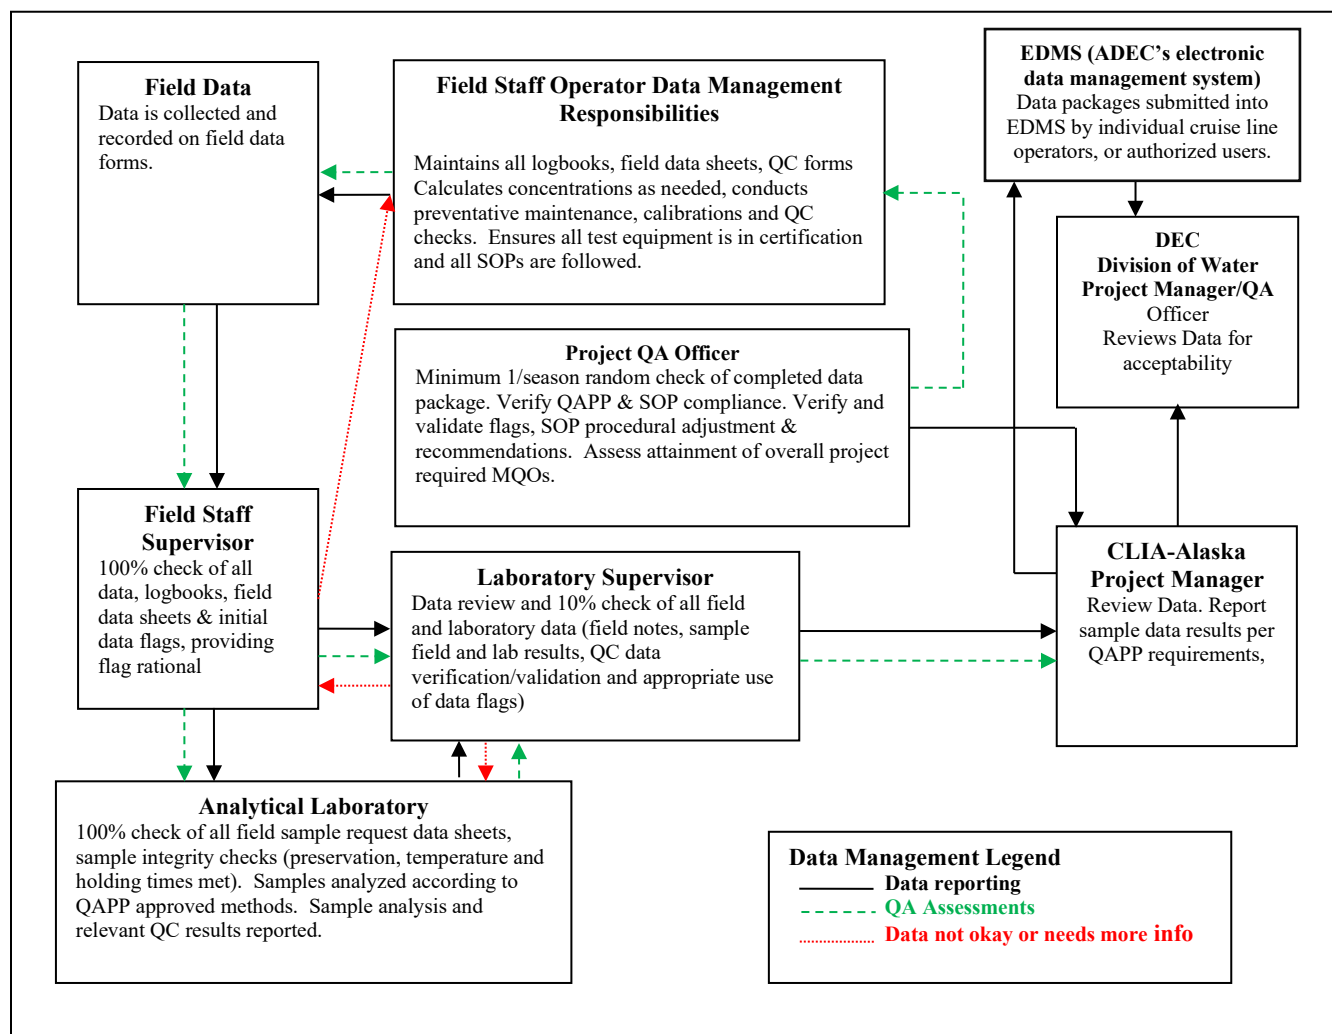 Field Data
Data is collected and
recorded on field data
forms.
Field Staff Operator Data Management
Responsibilities
Maintains all logbooks, field data sheets, QC forms
Calculates concentrations as needed, conducts
preventative maintenance, calibrations and QC
checks.  Ensures all test equipment is in certification
and all SOPs are followed.
EDMS (ADEC’s electronic
data management system)
Data packages submitted into
EDMS by individual cruise line
operators, or authorized users.
DEC
Division of Water
Project Manager/QA
Officer
Reviews Data for
acceptability
Project QA Officer
Minimum 1/season random check of completed data
package. Verify QAPP & SOP compliance. Verify and
validate flags, SOP procedural adjustment &
recommendations.  Assess attainment of overall project
required MQOs.
Field Staff
Supervisor
100% check of all
data, logbooks, field
data sheets & initial
data flags, providing
flag rational
Laboratory Supervisor
Data review and 10% check of all field
and laboratory data (field notes, sample
field and lab results, QC data
verification/validation and appropriate use
of data flags)
CLIA-Alaska
Project Manager
Review Data. Report
sample data results per
QAPP requirements,
Analytical Laboratory
100% check of all field sample request data sheets,
sample integrity checks (preservation, temperature and
holding times met).  Samples analyzed according to
QAPP approved methods.  Sample analysis and
relevant QC results reported.
Data Management Legend
Data reporting
QA Assessments
Data not okay or needs more info